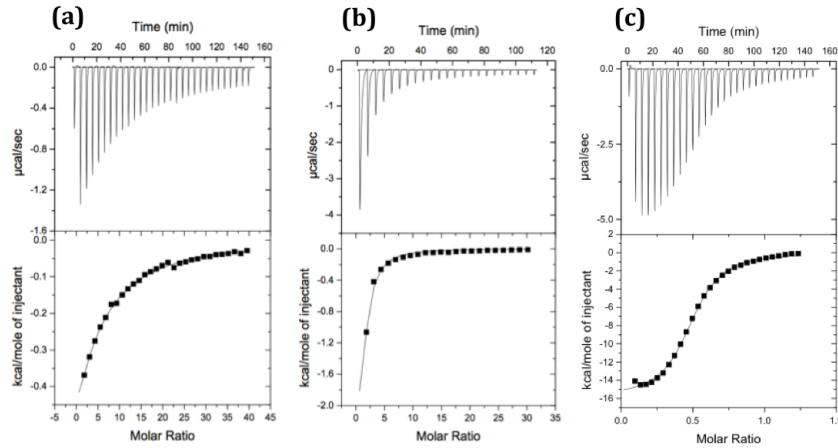 (a)
Time (min)
0 20 40 60 80 100 120 140 160
0.0
-0.4
-0.8
-1.2
-1.6
µcal/sec
0.0
-0.1
-0.2
-0.3
-0.4
kcal/mole of injectant
-5 0 5 10 15 20 25 30 35 40 45
Molar Ratio
(b)
Time (min)
0 20 40 60 80 100 120
0
-1
-2
-3
-4
µcal/sec
0.0
-0.4
-0.8
-1.2
-1.6
-2.0
kcal/mole of injectant
0 5 10 15 20 25 30 35
Molar Ratio
(c)
Time (min)
0 20 40 60 80 100 120 140 160
0.0
-2.5
-5.0
µcal/sec
2
0
-2
-4
-6
-8
-10
-12
-14
-16
kcal/mole of injectant
0.0 0.5 1.0 1.5
Molar Ratio